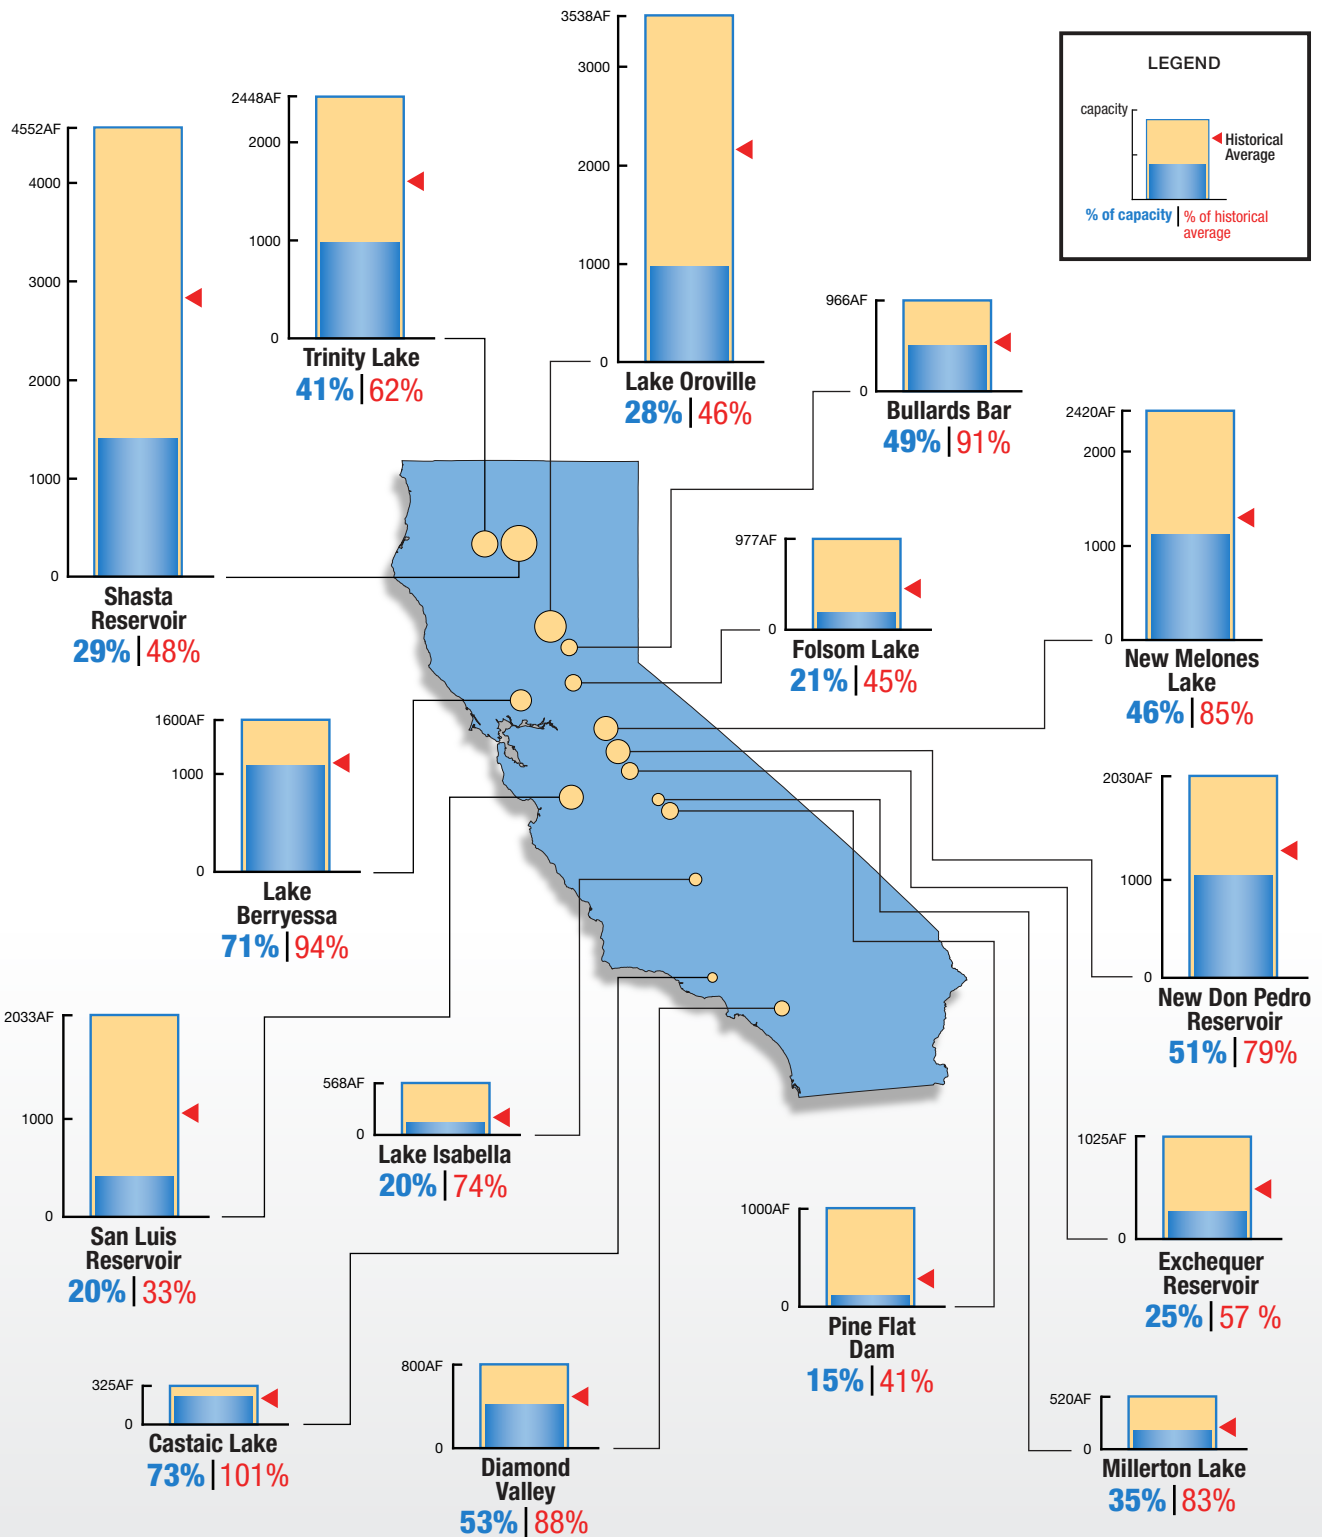 3538AF
3000
2000
1000
0
Lake Oroville
28% | 46%
LEGEND
capacity
Historical
Average
% of capacity | % of historical
average
2448AF
2000
1000
0
Trinity Lake
41% | 62%
4552AF
4000
3000
2000
1000
0
Shasta
Reservoir
29% | 48%
966AF
0
Bullards Bar
49% | 91%
2420AF
2000
1000
0
New Melones
Lake
46% | 85%
977AF
0
Folsom Lake
21% | 45%
1600AF
1000
0
Lake
Berryessa
71% | 94%
2030AF
1000
0
New Don Pedro
Reservoir
51% | 79%
2033AF
1000
0
San Luis
Reservoir
20% | 33%
568AF
0
Lake Isabella
20% | 74%
1025AF
0
Exchequer
Reservoir
25% | 57 %
1000AF
0
Pine Flat
Dam
15% | 41%
325AF
0
Castaic Lake
73% | 101%
800AF
0
Diamond
Valley
53% | 88%
520AF
0
Millerton Lake
35% | 83%